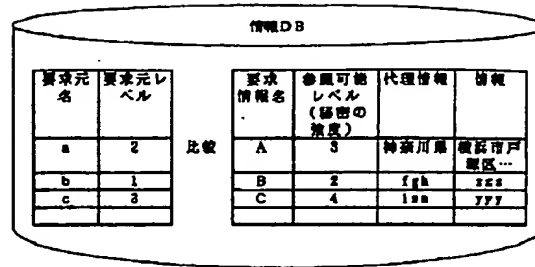 情報DB
要求元名 要求元レベル
a 2
b 1
c 3
比較
要求情報名 参照可能レベル(秘密の強度) 代理情報 情報
A 3 神奈川県 横浜市戸塚区…
B 2 fgh zzz
C 4 yyy